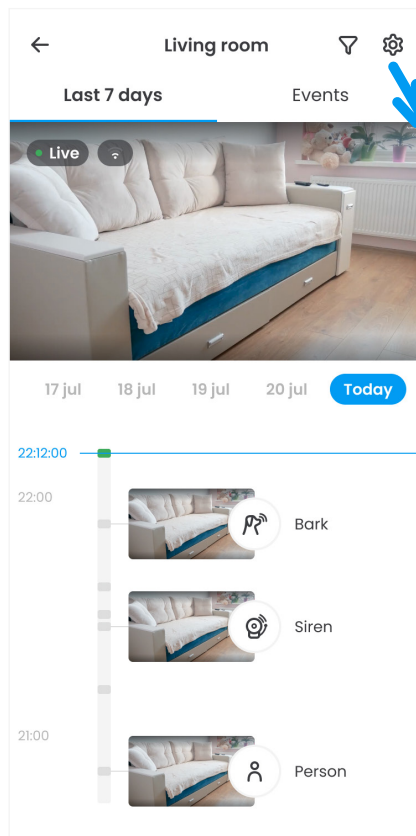 Living room
Last 7 days Events
Live
17 jul 18 jul 19 jul 20 jul Today
22:12:00
22:00
Bark
Siren
21:00
Person